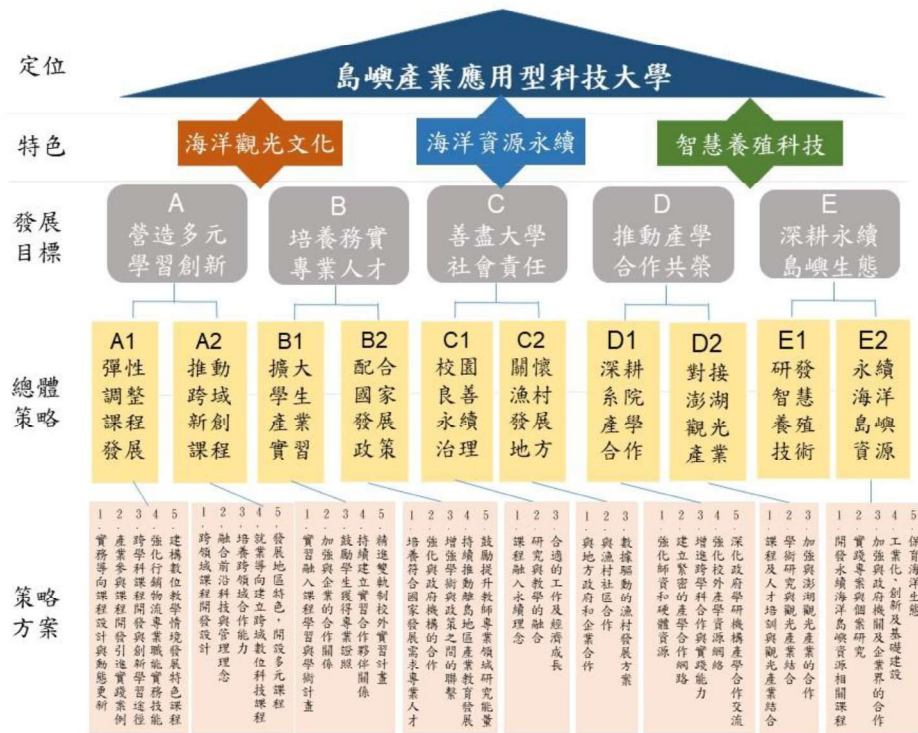 定位
島嶼產業應用型科技大學
特色
海洋觀光文化
海洋資源永續
智慧養殖科技
發展
目標
A
營造多元
學習創新
B
培養務實
專業人才
C
善盡大學
社會責任
D
推動產學
合作共榮
E
深耕永續
島嶼生態
總體
策略
A1
彈性
調整
課程
發展
A2
推動
跨域
新創
課程
B1
擴大
學生
產業
實習
B2
配合
國家
發展
政策
C1
校園
良善
永續
治理
C2
關懷
漁村
發展
地方
D1
深耕
系院
產學
合作
D2
對接
澎湖
觀光
產業
E1
研發
智慧
養殖
技術
E2
永續
海洋
島嶼
資源
策略
方案
1.實務導向課程設計與動態更新
2.產業參與課程開發引進實踐案例
3.跨學科課程開發與創新學習途徑
4.強化行銷物流專業職能實務技能
5.建構數位教學情境發展特色課程
1.跨領域課程開發設計
2.融合前沿科技與管理理念
3.培養跨領域合作能力
4.就業導向建立跨域數位科技課程
5.發展地區特色，開設多元課程
1.實習融入課程學習與學術計畫
2.加強與企業的合作關係
3.鼓勵學生獲得專業證照
4.持續建立實習合作夥伴關係
5.精進雙軌制校外實習計畫
1.培養符合國家發展需求專業人才
2.強化與政府機構的合作
3.增強學術與政策之間的聯繫
4.持續推動離島地區產業教育發展
5.鼓勵提升教師專業領域研究能量
1.課程融入永續理念
2.研究與教學的融合
3.合適的工作及經濟成長
1.與地方政府和企業合作
2.與漁村社區合作
3.數據驅動的漁村發展方案
1.強化師資和硬體資源
2.建立緊密的產學合作網路
3.增進跨學科合作與實踐能力
4.強化校外產業資源網絡
5.深化政府學研機構產學合作交流
1.課程及人才培訓與觀光產業結合
2.學術研究與觀光產業結合
3.加強與澎湖觀光產業的合作
1.開發永續海洋島嶼資源相關課程
2.實踐專案與個案研究
3.加強與政府機關及企業界的合作
4.工業化、創新及基礎建設
5.保育海洋生態